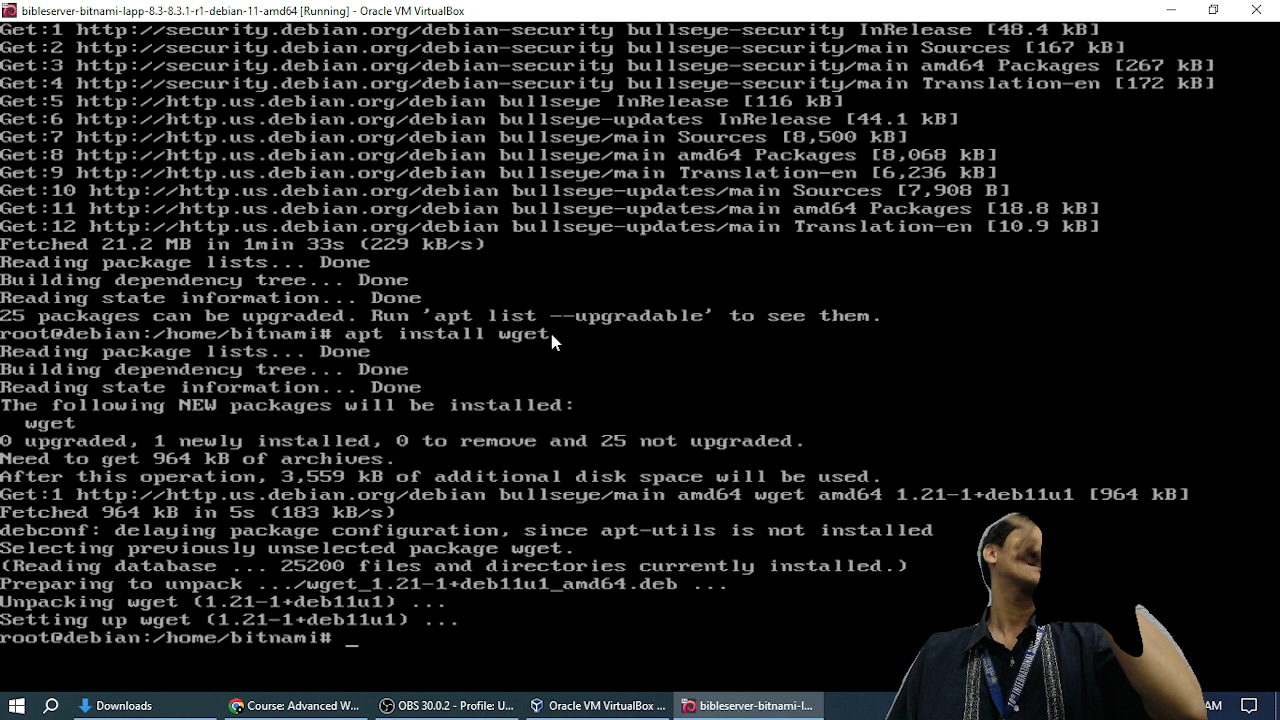 bibleserver-bitnami-lapp-8.3-8.3.1-r1-debian-11-amd64 [Running] - Oracle VM VirtualBox
Get:1 http://security.debian.org/debian-security bullseye-security InRelease [48.4 kB]
Get:2 http://security.debian.org/debian-security bullseye-security/main Sources [167 kB]
Get:3 http://security.debian.org/debian-security bullseye-security/main amd64 Packages [267 kB]
Get:4 http://security.debian.org/debian-security bullseye-security/main Translation-en [172 kB]
Get:5 http://http.us.debian.org/debian bullseye InRelease [116 kB]
Get:6 http://http.us.debian.org/debian bullseye-updates InRelease [44.1 kB]
Get:7 http://http.us.debian.org/debian bullseye/main Sources [8,500 kB]
Get:8 http://http.us.debian.org/debian bullseye/main amd64 Packages [8,068 kB]
Get:9 http://http.us.debian.org/debian bullseye/main Translation-en [6,236 kB]
Get:10 http://http.us.debian.org/debian bullseye-updates/main Sources [7,908 B]
Get:11 http://http.us.debian.org/debian bullseye-updates/main amd64 Packages [18.8 kB]
Get:12 http://http.us.debian.org/debian bullseye-updates/main Translation-en [10.9 kB]
Fetched 21.2 MB in 1min 33s (229 kB/s)
Reading package lists... Done
Building dependency tree... Done
Reading state information... Done
25 packages can be upgraded. Run 'apt list --upgradable' to see them.
root@debian:/home/bitnami# apt install wget
Reading package lists... Done
Building dependency tree... Done
Reading state information... Done
The following NEW packages will be installed:
  wget
0 upgraded, 1 newly installed, 0 to remove and 25 not upgraded.
Need to get 964 kB of archives.
After this operation, 3,559 kB of additional disk space will be used.
Get:1 http://http.us.debian.org/debian bullseye/main amd64 wget amd64 1.21-1+deb11u1 [964 kB]
Fetched 964 kB in 5s (183 kB/s)
debconf: delaying package configuration, since apt-utils is not installed
Selecting previously unselected package wget.
(Reading database ... 25200 files and directories currently installed.)
Preparing to unpack .../wget_1.21-1+deb11u1_amd64.deb ...
Unpacking wget (1.21-1+deb11u1) ...
Setting up wget (1.21-1+deb11u1) ...
root@debian:/home/bitnami# _
Downloads
Course: Advanced W...
OBS 30.0.2 - Profile: U...
Oracle VM VirtualBox ...
bibleserver-bitnami-l...
AM